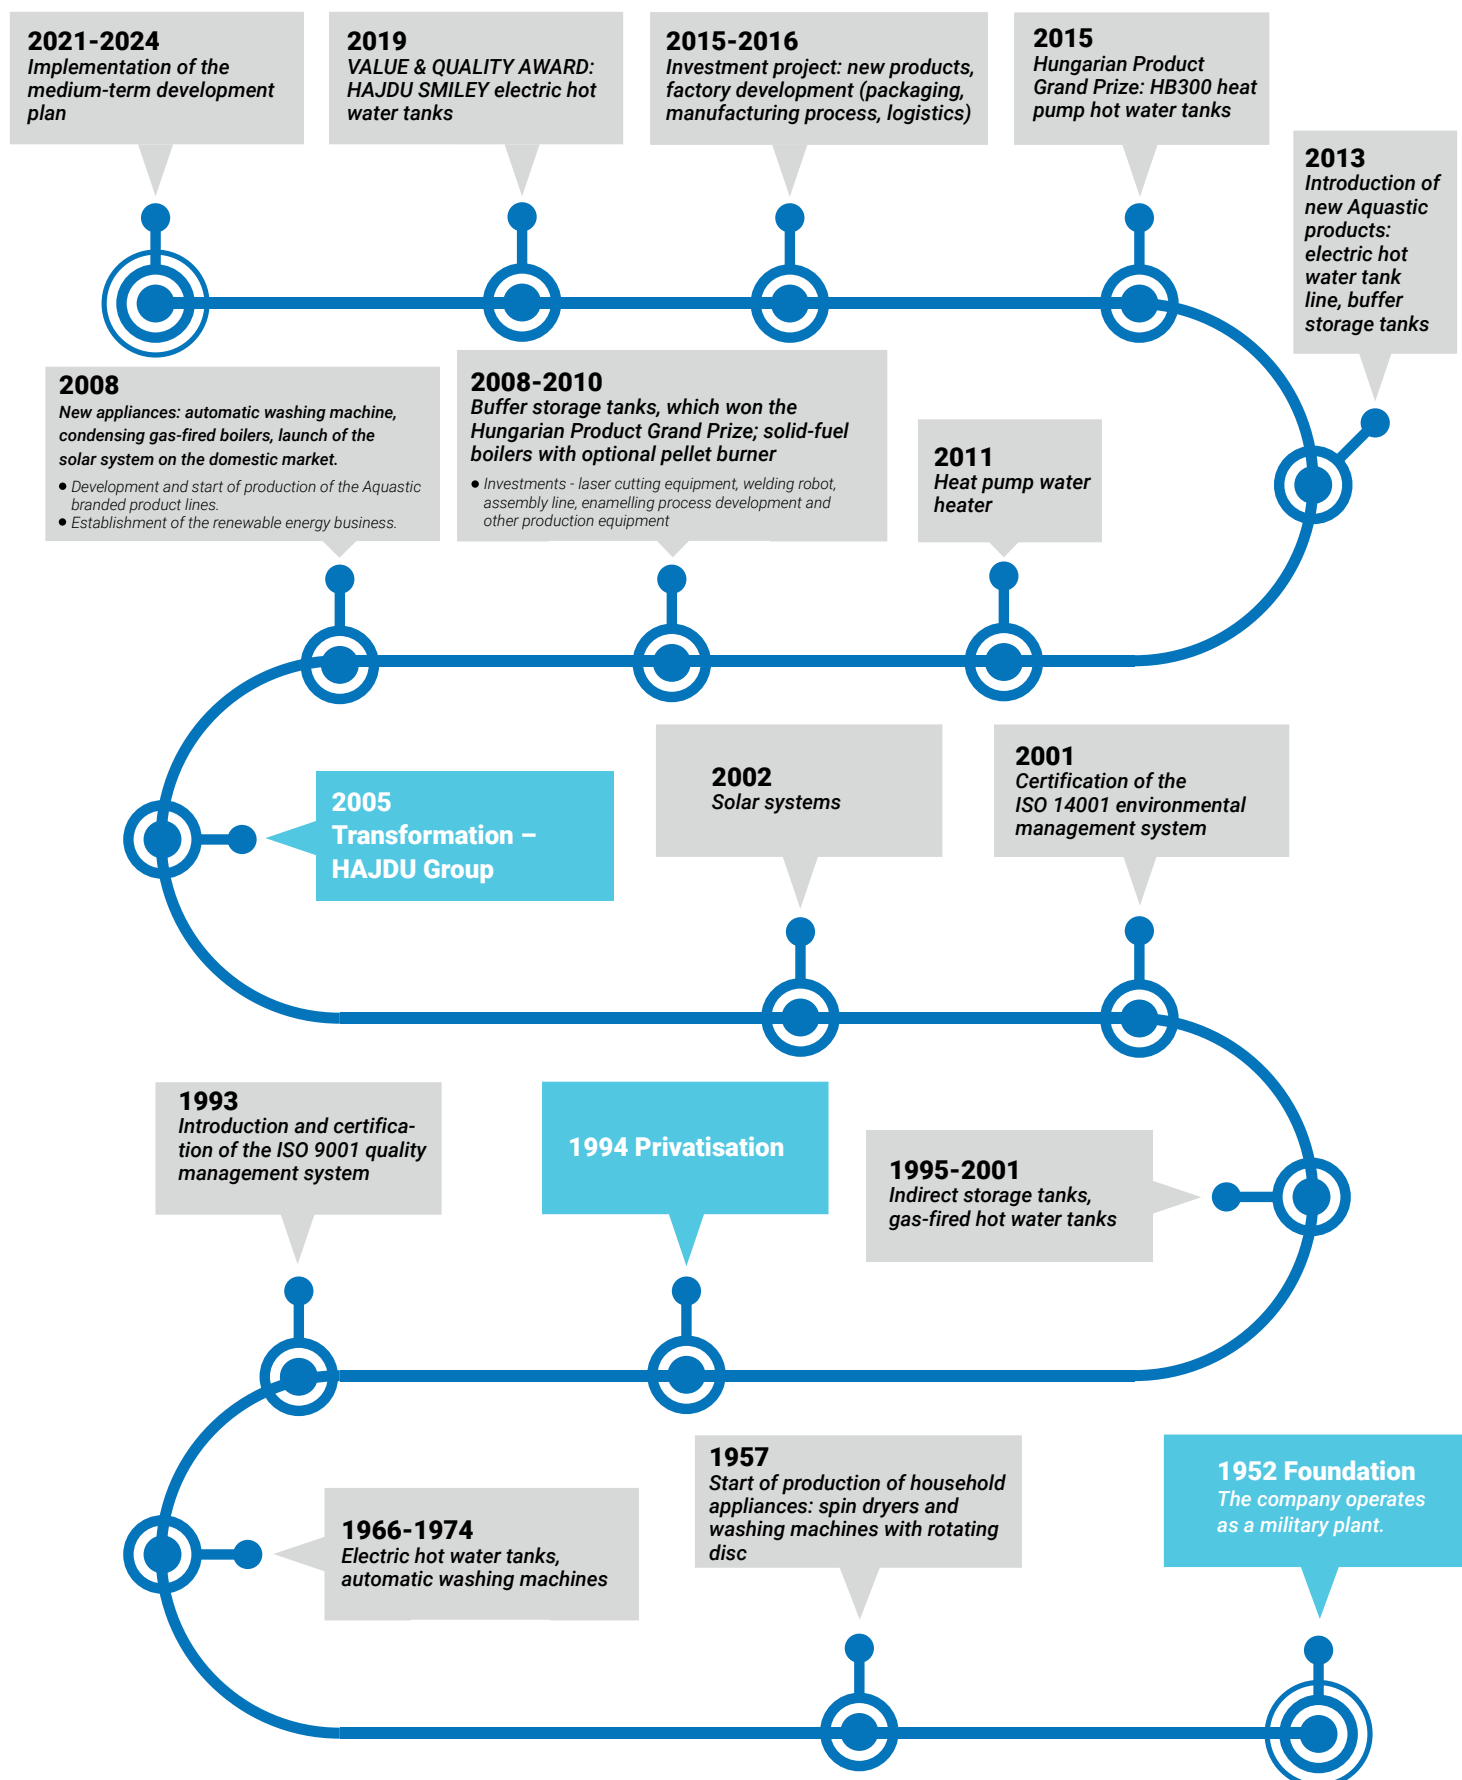 2021-2024
Implementation of the
medium-term development
plan
2019
VALUE & QUALITY AWARD:
HAJDU SMILEY electric hot
water tanks
2015-2016
Investment project: new products,
factory development (packaging,
manufacturing process, logistics)
2015
Hungarian Product
Grand Prize: HB300 heat
pump hot water tanks
2013
Introduction of
new Aquastic
products:
electric hot
water tank
line, buffer
storage tanks
2008
New appliances: automatic washing machine,
condensing gas-fired boilers, launch of the
solar system on the domestic market.
• Development and start of production of the Aquastic
branded product lines.
• Establishment of the renewable energy business.
2008-2010
Buffer storage tanks, which won the
Hungarian Product Grand Prize; solid-fuel
boilers with optional pellet burner
• Investments - laser cutting equipment, welding robot,
assembly line, enamelling process development and
other production equipment
2011
Heat pump water
heater
2005
Transformation –
HAJDU Group
2002
Solar systems
2001
Certification of the
ISO 14001 environmental
management system
1993
Introduction and certifica-
tion of the ISO 9001 quality
management system
1994 Privatisation
1995-2001
Indirect storage tanks,
gas-fired hot water tanks
1966-1974
Electric hot water tanks,
automatic washing machines
1957
Start of production of household
appliances: spin dryers and
washing machines with rotating
disc
1952 Foundation
The company operates
as a military plant.